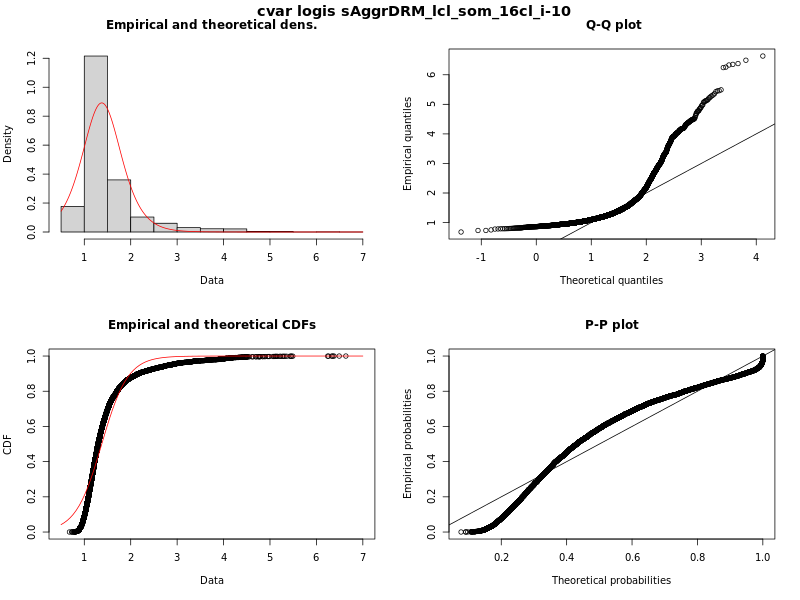 cvar logis sAggrDRM_lcl_som_16cl_i-10
Empirical and theoretical dens.
Density
0.0 0.2 0.4 0.6 0.8 1.0 1.2
1 2 3 4 5 6 7
Data
Q-Q plot
Empirical quantiles
1 2 3 4 5 6
-1 0 1 2 3 4
Theoretical quantiles
Empirical and theoretical CDFs
CDF
0.0 0.2 0.4 0.6 0.8 1.0
1 2 3 4 5 6 7
Data
P-P plot
Empirical probabilities
0.0 0.2 0.4 0.6 0.8 1.0
0.2 0.4 0.6 0.8 1.0
Theoretical probabilities